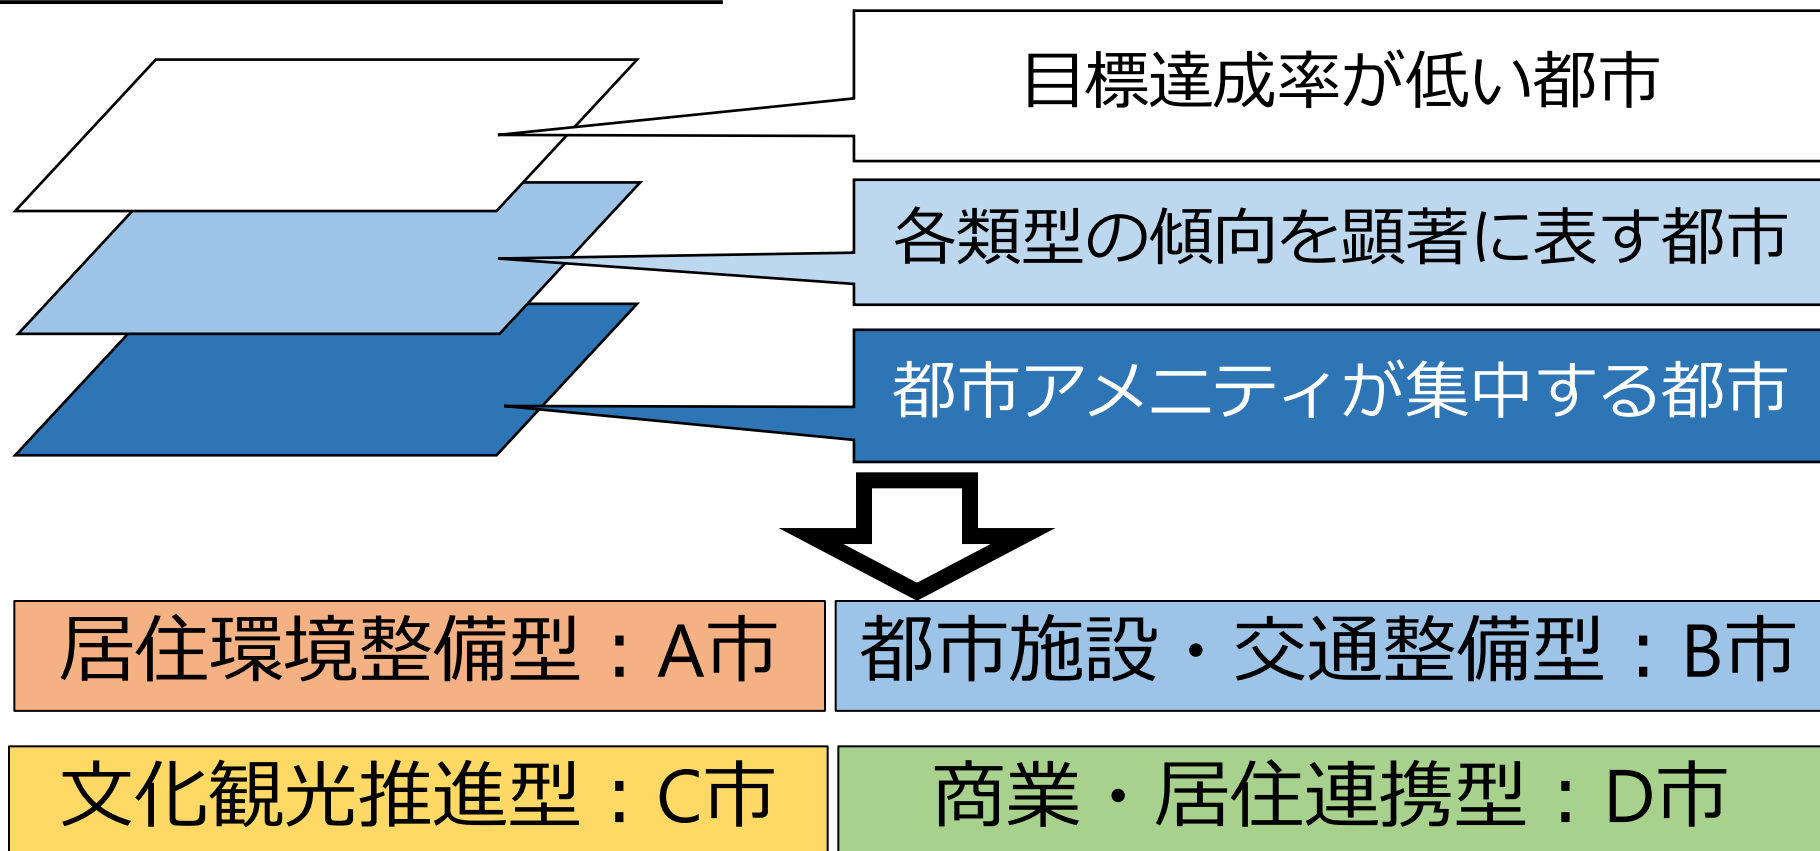 目標達成率が低い都市
各類型の傾向を顕著に表す都市
都市アメニティが集中する都市
居住環境整備型：A市
都市施設・交通整備型：B市
文化観光推進型：C市
商業・居住連携型：D市